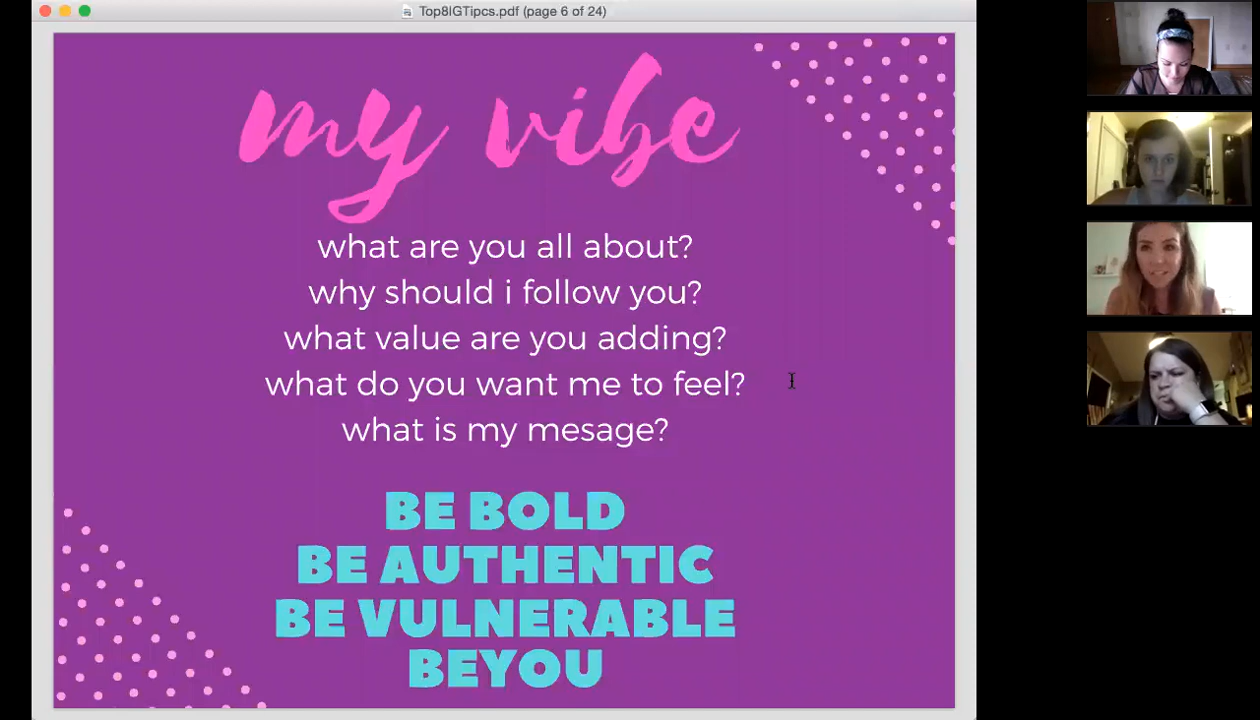 Top8IGTipcs.pdf (page 6 of 24)
my vibe
what are you all about?
why should i follow you?
what value are you adding?
what do you want me to feel?
what is my mesage?
BE BOLD
BE AUTHENTIC
BE VULNERABLE
BEYOU